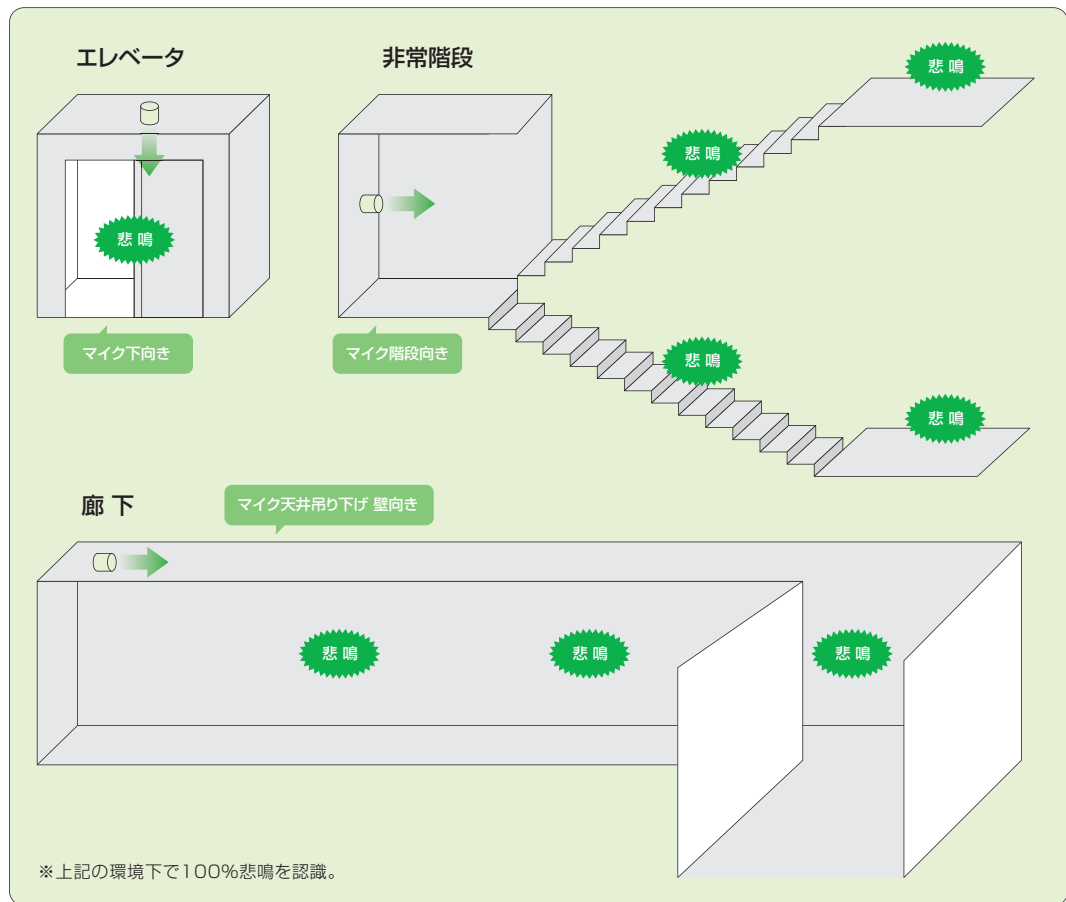 エレベータ
非常階段
悲鳴
悲鳴
悲鳴
マイク下向き
マイク階段向き
悲鳴
悲鳴
廊下
マイク天井吊り下げ 壁向き
悲鳴
悲鳴
悲鳴
※上記の環境下で100%悲鳴を認識。